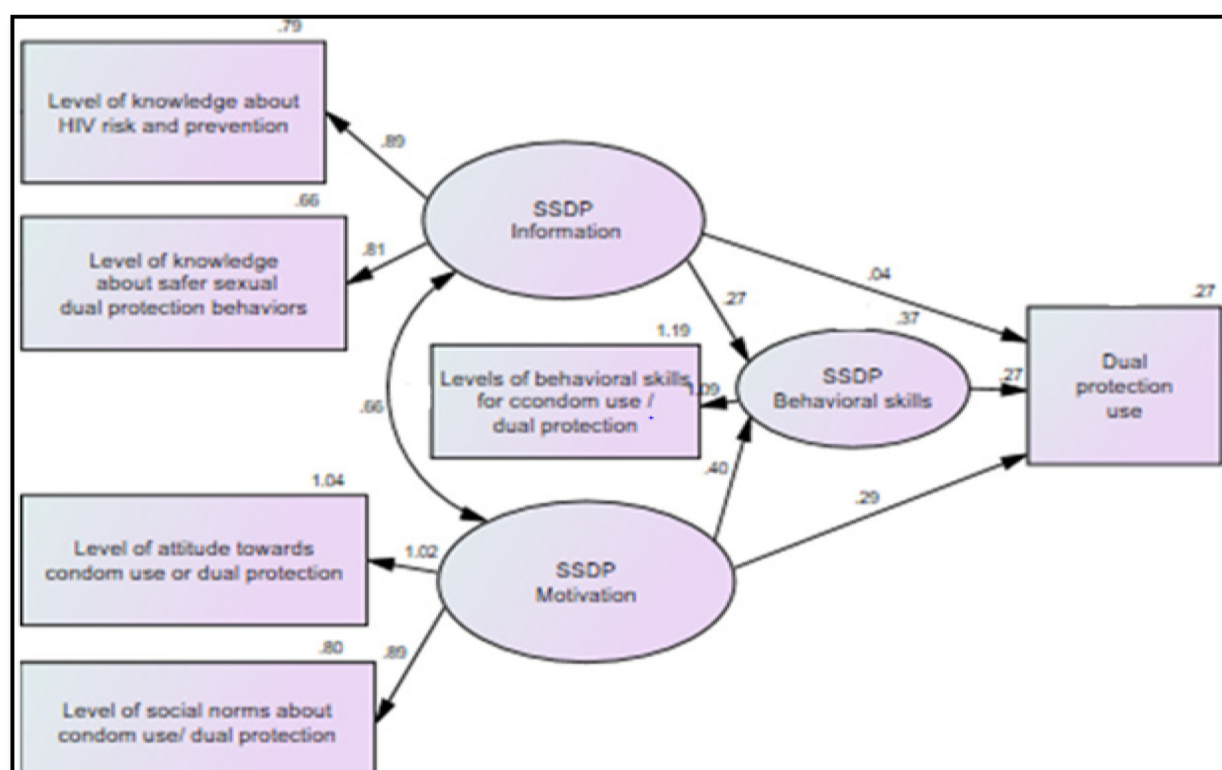 .79
Level of knowledge about
HIV risk and prevention
.89
.66
Level of knowledge
about safer sexual
dual protection behaviors
.81
SSDP
Information
.04
.27
.27
Dual
protection
use
.37
SSDP
Behavioral skills
.27
1.19
Levels of behavioral skills
for ccondom use /
dual protection
1.09
.66
.40
.29
1.04
Level of attitude towards
condom use or dual protection
1.02
SSDP
Motivation
.80
.89
Level of social norms about
condom use/ dual protection